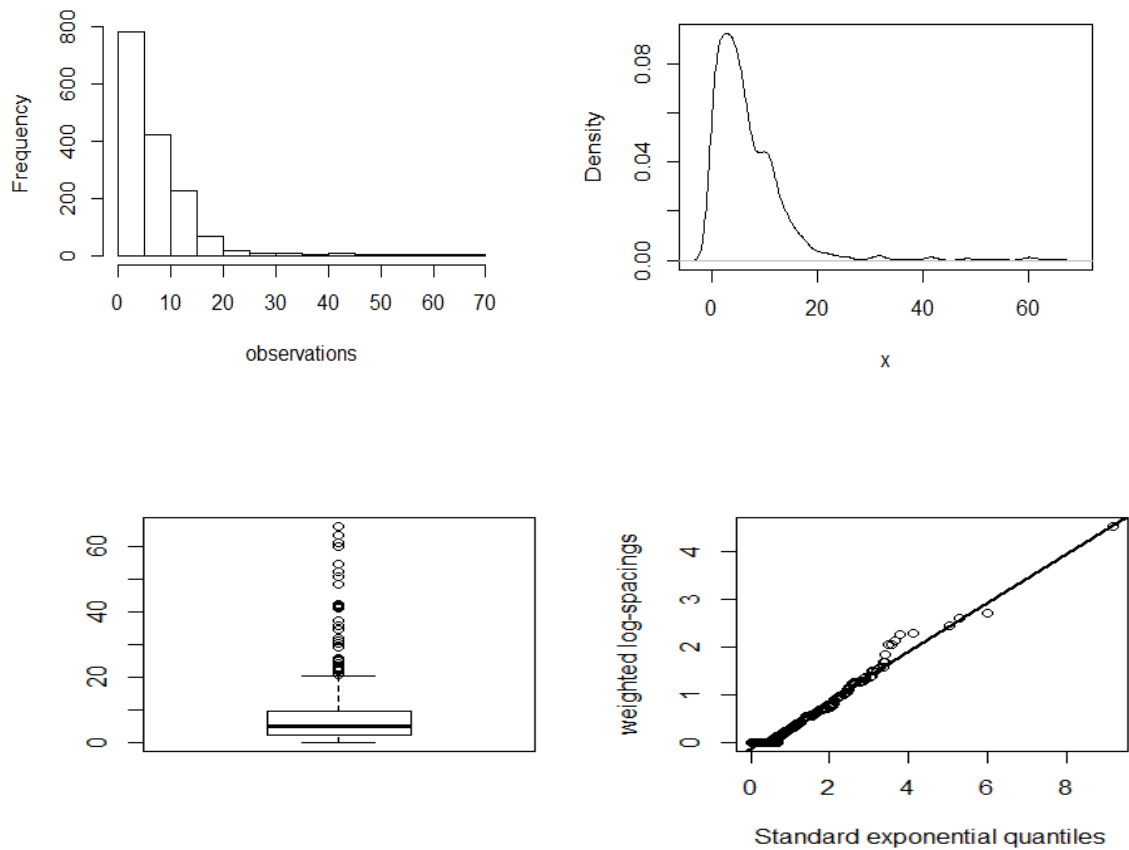 Frequency
0 200 400 600 800
0 10 20 30 40 50 60 70
observations
Density
0.00 0.04 0.08
0 20 40 60
x
0 20 40 60
weighted log-spacings
0 1 2 3 4
0 2 4 6 8
Standard exponential quantiles